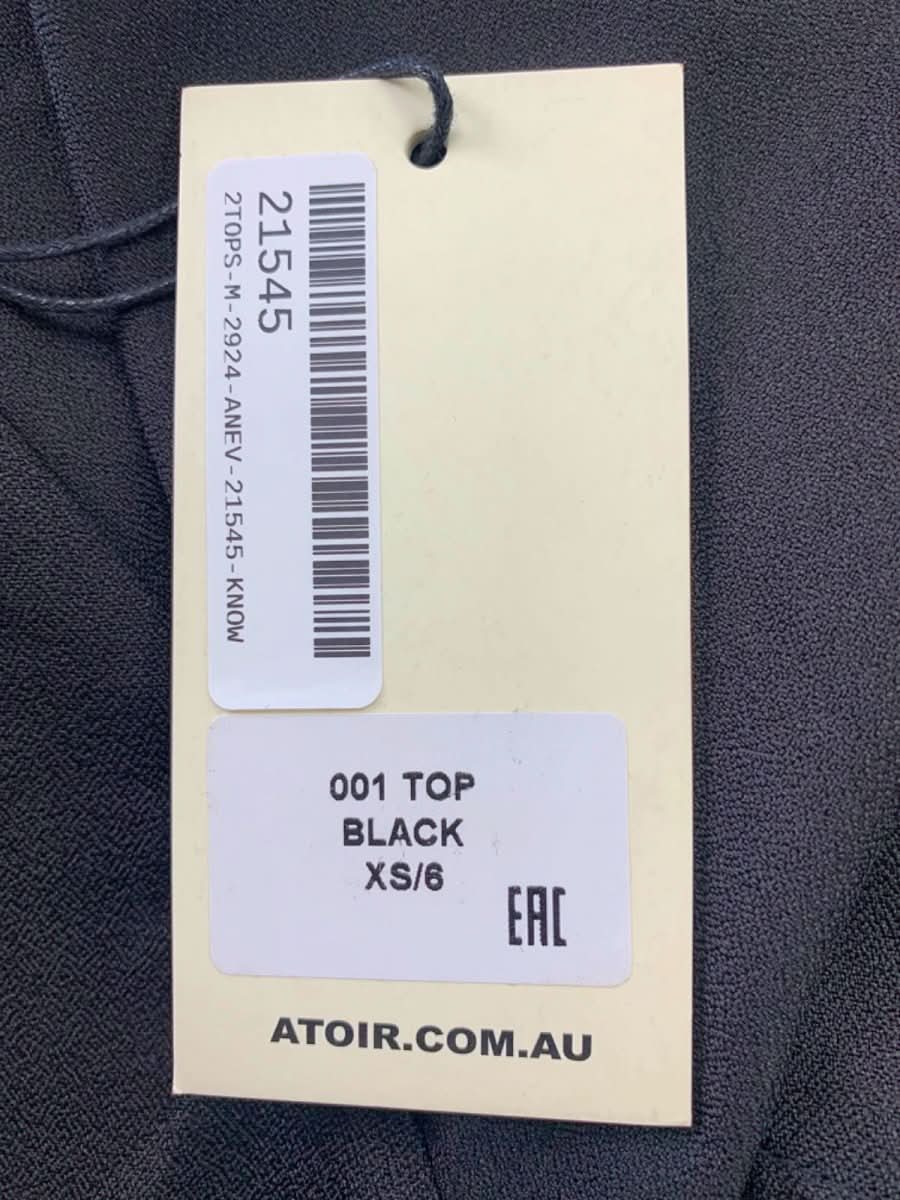 21545
2TOPS-M-2924-ANEV-21545-KNOW
001 TOP
BLACK
XS/6
EAC
ATOIR.COM.AU